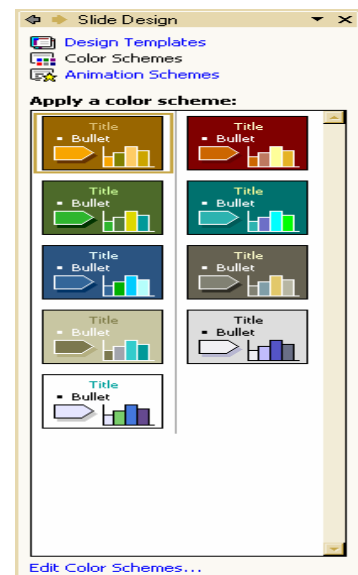 Slide Design
Design Templates
Color Schemes
Animation Schemes
Apply a color scheme:
Title
Bullet
Title
Bullet
Title
Bullet
Title
Bullet
Title
Bullet
Title
Bullet
Title
Bullet
Title
Bullet
Title
Bullet
Edit Color Schemes...